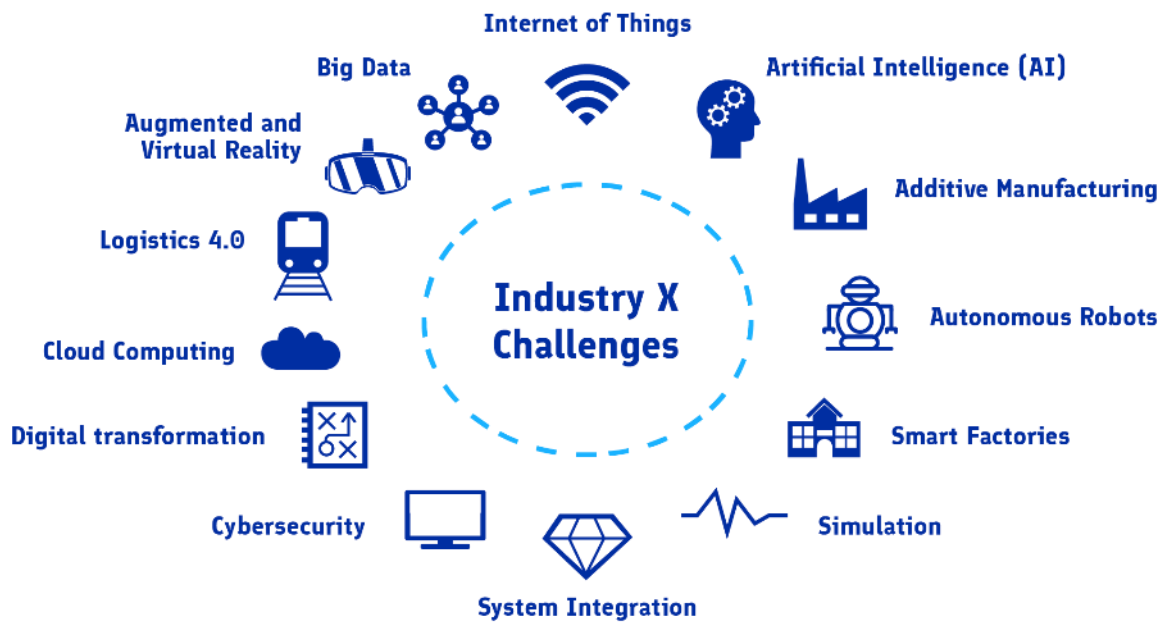 Internet of Things
Big Data
Artificial Intelligence (AI)
Augmented and
Virtual Reality
Additive Manufacturing
Logistics 4.0
Industry X
Challenges
Autonomous Robots
Cloud Computing
Digital transformation
Smart Factories
Cybersecurity
Simulation
System Integration